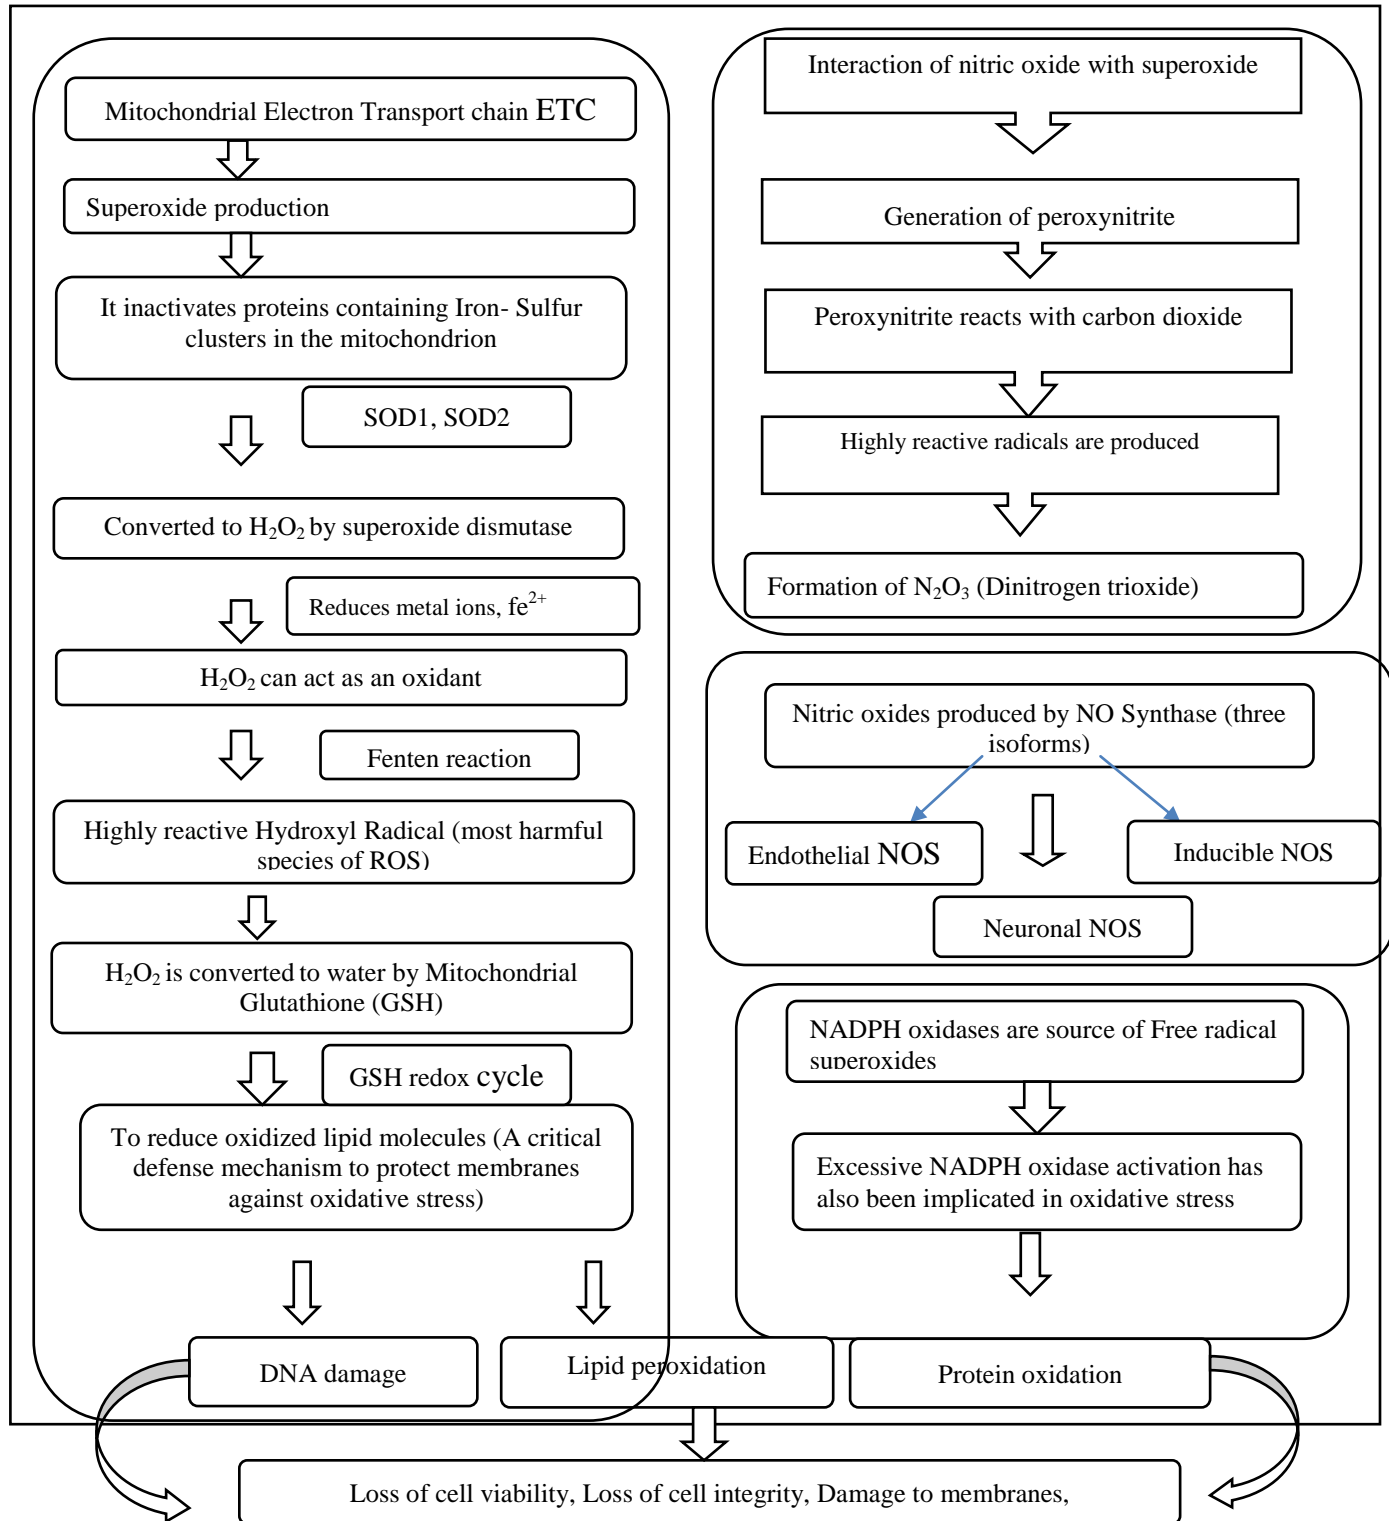 Mitochondrial Electron Transport chain ETC
Superoxide production
It inactivates proteins containing Iron- Sulfur
clusters in the mitochondrion
SOD1, SOD2
Converted to H₂O₂ by superoxide dismutase
Reduces metal ions, fe²⁺
H₂O₂ can act as an oxidant
Fenten reaction
Highly reactive Hydroxyl Radical (most harmful
species of ROS)
H₂O₂ is converted to water by Mitochondrial
Glutathione (GSH)
GSH redox cycle
To reduce oxidized lipid molecules (A critical
defense mechanism to protect membranes
against oxidative stress)
Interaction of nitric oxide with superoxide
Generation of peroxynitrite
Peroxynitrite reacts with carbon dioxide
Highly reactive radicals are produced
Formation of N₂O₃ (Dinitrogen trioxide)
Nitric oxides produced by NO Synthase (three
isoforms)
Endothelial NOS
Inducible NOS
Neuronal NOS
NADPH oxidases are source of Free radical
superoxides
Excessive NADPH oxidase activation has
also been implicated in oxidative stress
DNA damage
Lipid peroxidation
Protein oxidation
Loss of cell viability, Loss of cell integrity, Damage to membranes,